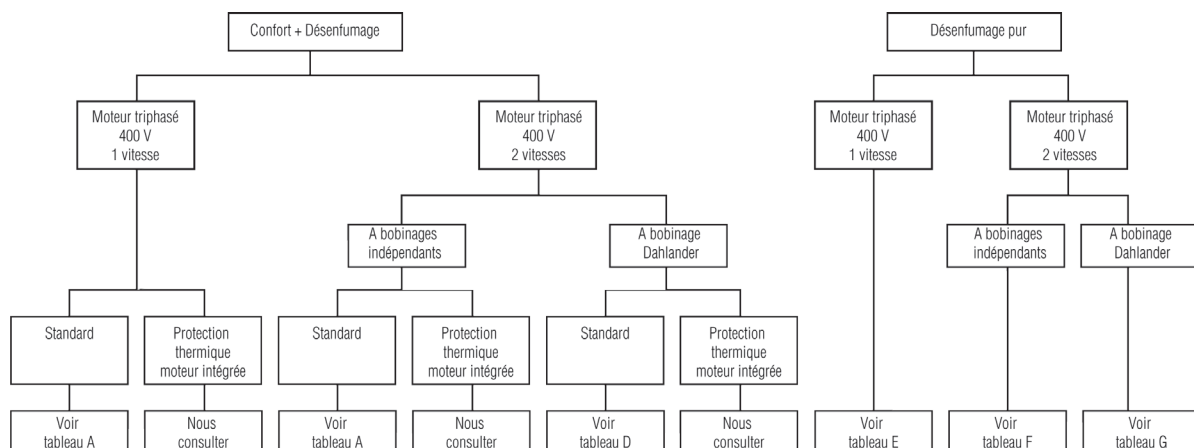 Confort + Désenfumage
Désenfumage pur
Moteur triphasé
400 V
1 vitesse
Moteur triphasé
400 V
2 vitesses
Moteur triphasé
400 V
1 vitesse
Moteur triphasé
400 V
2 vitesses
A bobinages
indépendants
A bobinage
Dahlander
A bobinages
indépendants
A bobinage
Dahlander
Standard
Protection
thermique
moteur intégrée
Standard
Protection
thermique
moteur intégrée
Standard
Protection
thermique
moteur intégrée
Voir
tableau A
Nous
consulter
Voir
tableau A
Nous
consulter
Voir
tableau D
Nous
consulter
Voir
tableau E
Voir
tableau F
Voir
tableau G